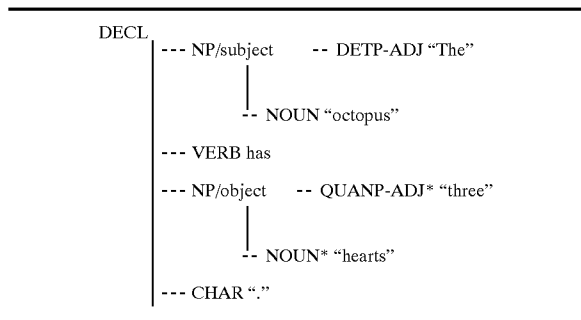 DECL
--- NP/subject -- DETP-ADJ “The”
-- NOUN “octopus”
--- VERB has
--- NP/object -- QUANP-ADJ* “three”
-- NOUN* “hearts”
--- CHAR “.”